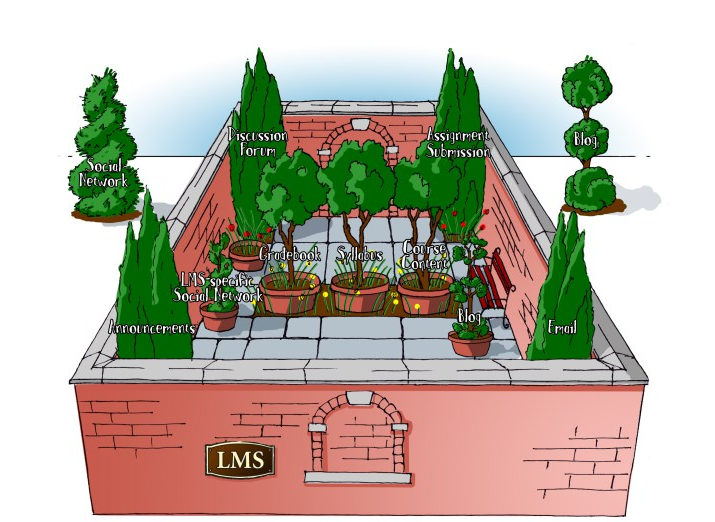 Discussion
Forum
Assignment
Submission
Blog
Social
Network
Gradebook
Syllabus
Course
Content
LMS-specific
Social Network
Announcements
Blog
Email
LMS